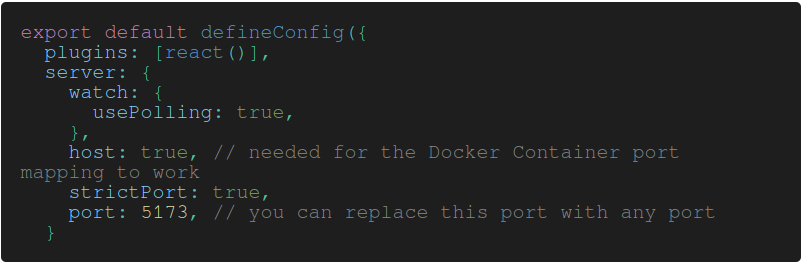 export default defineConfig({
  plugins: [react()],
  server: {
    watch: {
      usePolling: true,
    },
    host: true, // needed for the Docker Container port
mapping to work
    strictPort: true,
    port: 5173, // you can replace this port with any port
  }